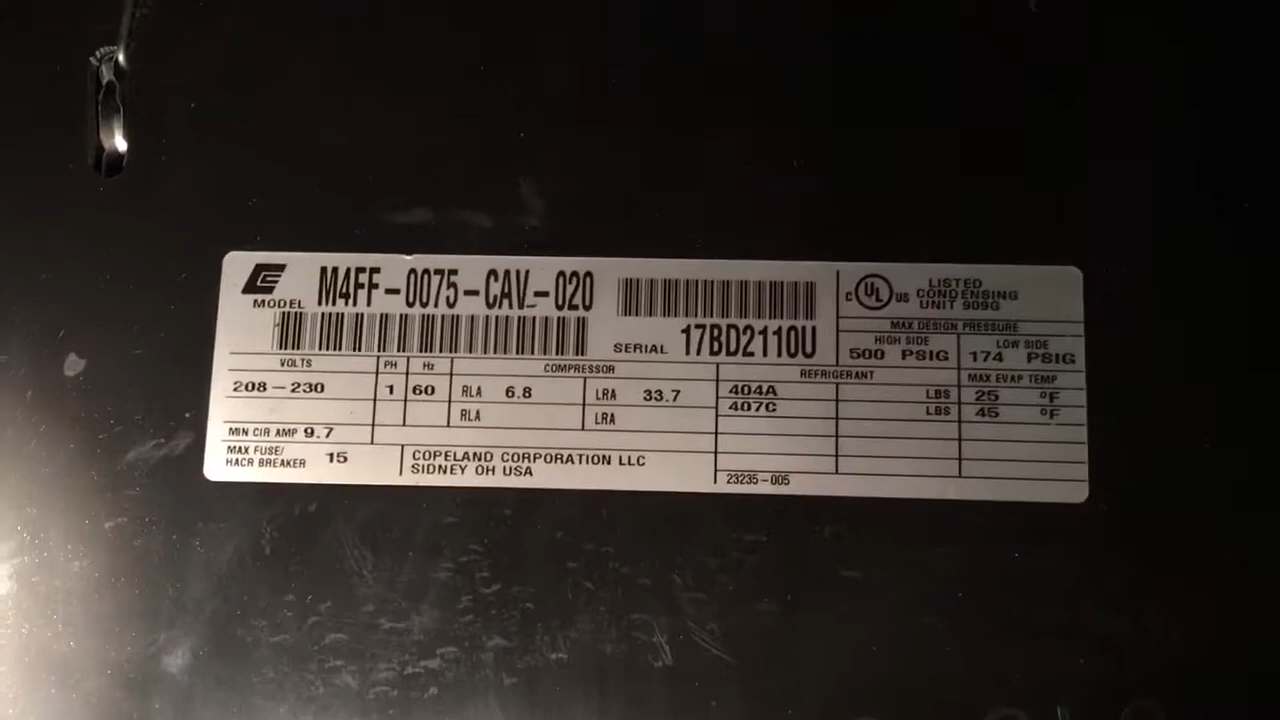 MODEL M4FF-0075-CAV-020
SERIAL 17BD2110U
C UL US LISTED
CONDENSING
UNIT 909G
MAX DESIGN PRESSURE
HIGH SIDE
500 PSIG
LOW SIDE
174 PSIG
VOLTS PH Hz COMPRESSOR REFRIGERANT MAX EVAP TEMP
208-230 1 60 RLA 6.8 LRA 33.7 404A LBS 25 °F
RLA LRA 407C LBS 45 °F
MIN CIR AMP 9.7
MAX FUSE/
HACR BREAKER 15
COPELAND CORPORATION LLC
SIDNEY OH USA
23235-005